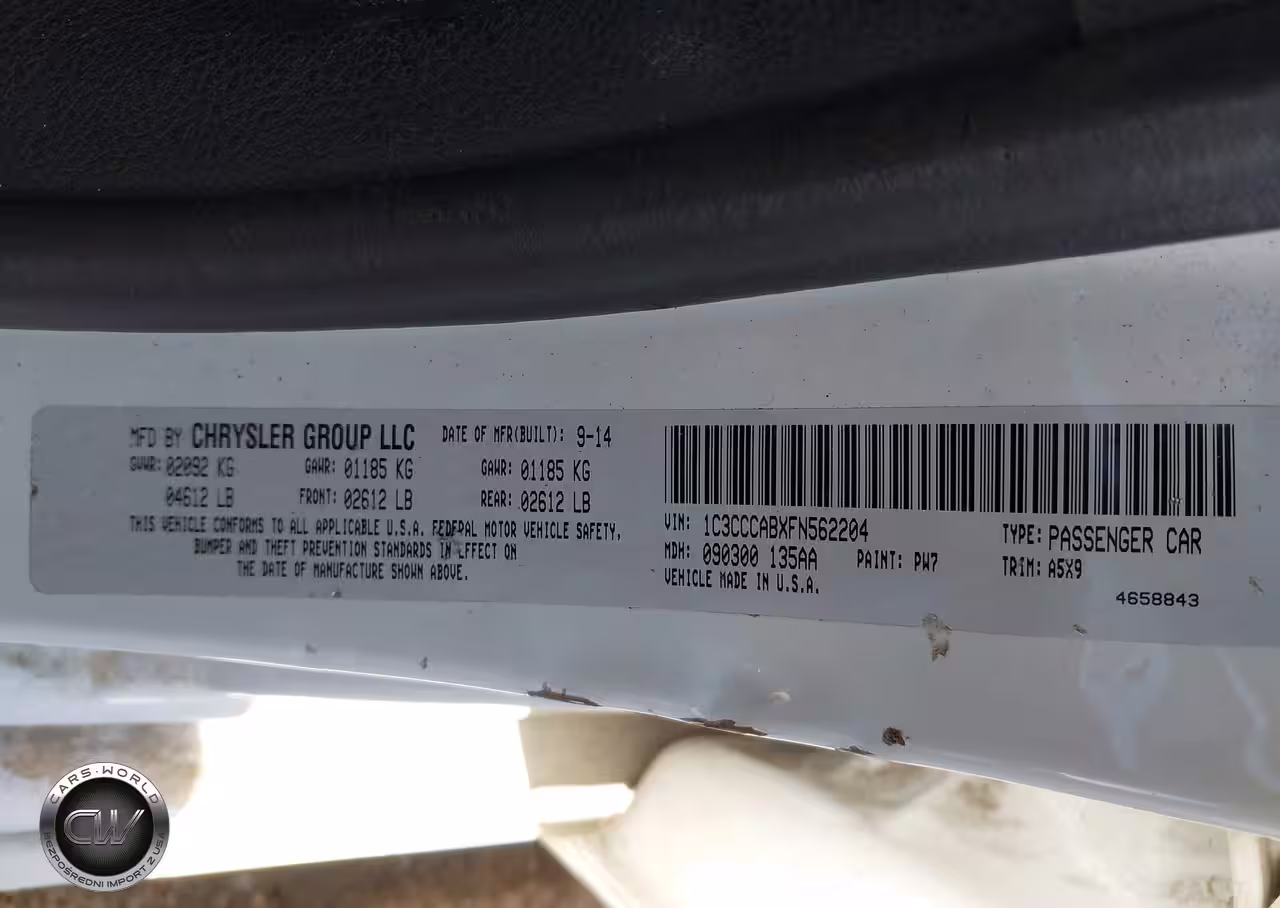 MFD BY CHRYSLER GROUP LLC DATE OF MFR(BUILT): 9-14
GVWR: 02092 KG GAWR: 01185 KG GAWR: 01185 KG
04612 LB FRONT: 02612 LB REAR: 02612 LB
THIS VEHICLE CONFORMS TO ALL APPLICABLE U.S.A. FEDERAL MOTOR VEHICLE SAFETY,
BUMPER AND THEFT PREVENTION STANDARDS IN EFFECT ON
THE DATE OF MANUFACTURE SHOWN ABOVE.
VIN: 1C3CCCABXFN562204 TYPE: PASSENGER CAR
MDH: 090300 135AA PAINT: PW7 TRIM: A5X9
VEHICLE MADE IN U.S.A.
4658843
CARS-WORLD
CW
BEZPOŚREDNI IMPORT Z USA